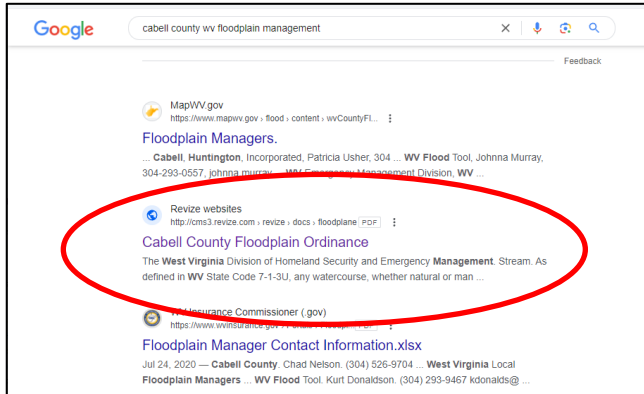 Google
cabell county wv floodplain management
Feedback
MapWV.gov
https://www.mapwv.gov › flood › content › wvCountyFl...
Floodplain Managers.
... Cabell, Huntington, Incorporated, Patricia Usher, 304 ... WV Flood Tool, Johnna Murray,
304-293-0557, johnna murray ... WV Emergency Management Division, WV ...
Revize websites
http://cms3.revize.com › revize › docs › floodplane PDF
Cabell County Floodplain Ordinance
The West Virginia Division of Homeland Security and Emergency Management. Stream. As
defined in WV State Code 7-1-3U, any watercourse, whether natural or man ...
Insurance Commissioner (.gov)
https://www.wvinsurance.gov
Floodplain Manager Contact Information.xlsx
Jul 24, 2020 — Cabell County. Chad Nelson. (304) 526-9704 ... West Virginia Local
Floodplain Managers ... WV Flood Tool. Kurt Donaldson. (304) 293-9467 kdonalds@ ...